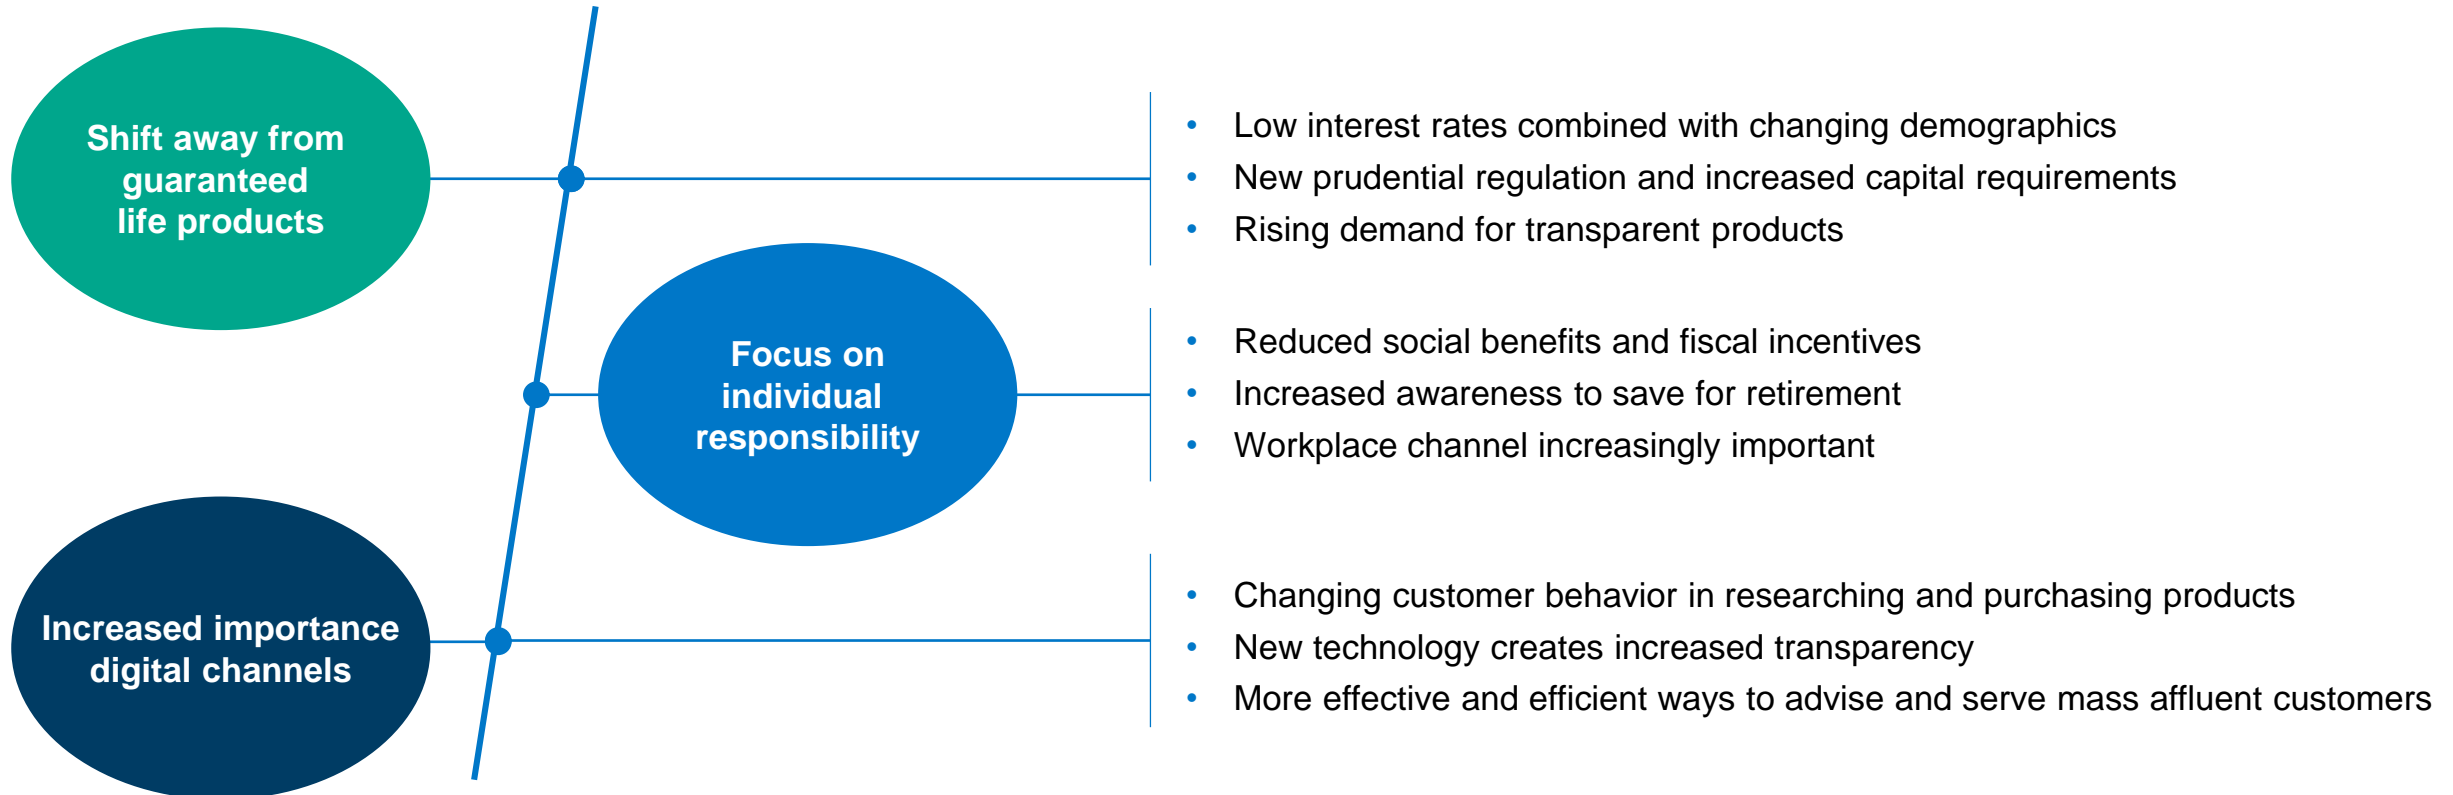 Shift away from
guaranteed
life products
• Low interest rates combined with changing demographics
• New prudential regulation and increased capital requirements
• Rising demand for transparent products
Focus on
individual
responsibility
• Reduced social benefits and fiscal incentives
• Increased awareness to save for retirement
• Workplace channel increasingly important
Increased importance
digital channels
• Changing customer behavior in researching and purchasing products
• New technology creates increased transparency
• More effective and efficient ways to advise and serve mass affluent customers